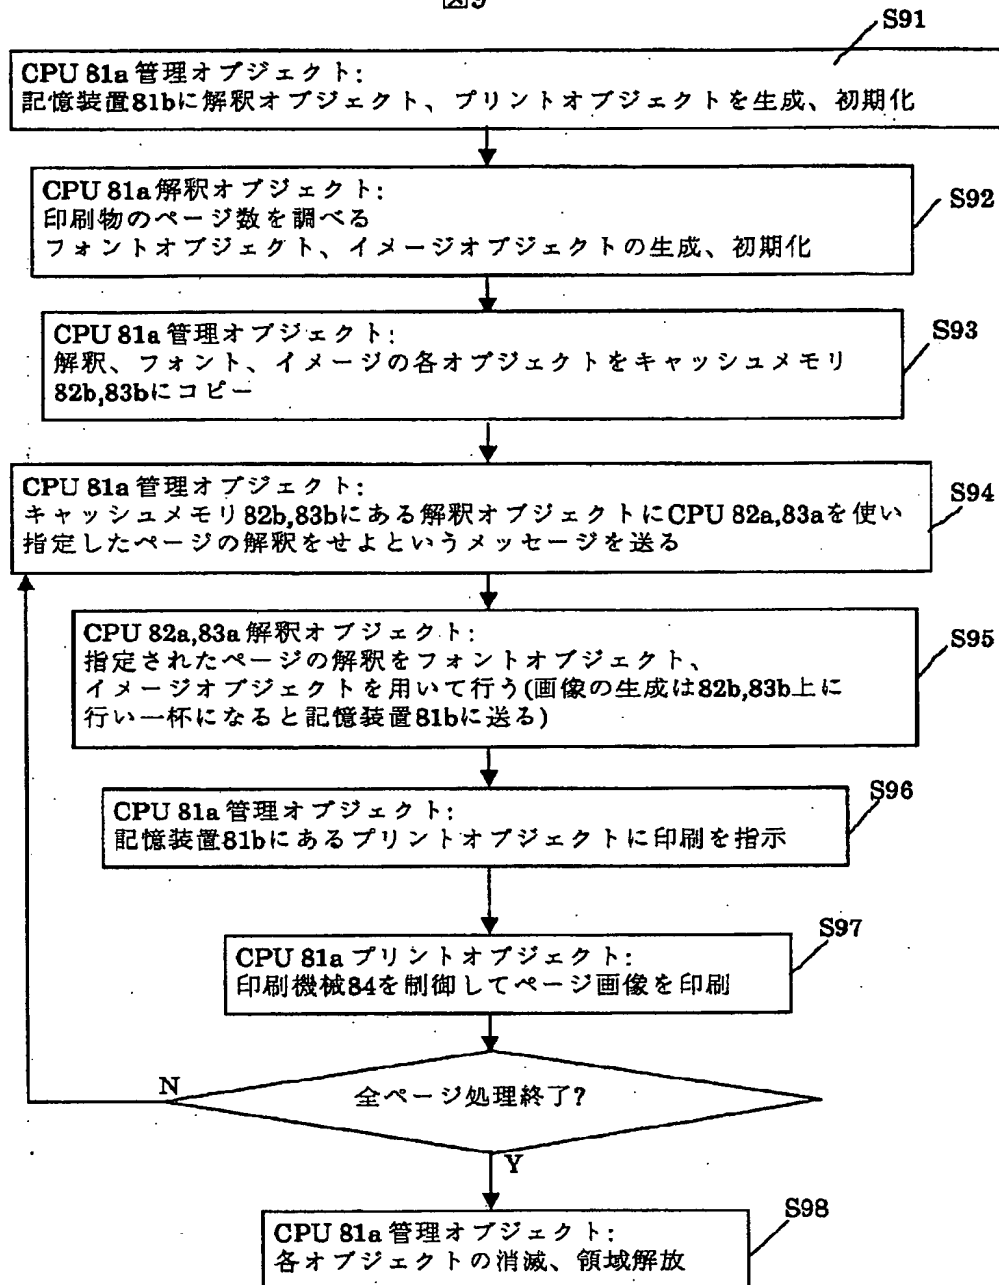 図9
S91
CPU 81a 管理オブジェクト:
記憶装置81bに解釈オブジェクト、プリントオブジェクトを生成、初期化
S92
CPU 81a 解釈オブジェクト:
印刷物のページ数を調べる
フォントオブジェクト、イメージオブジェクトの生成、初期化
S93
CPU 81a 管理オブジェクト:
解釈、フォント、イメージの各オブジェクトをキャッシュメモリ
82b,83bにコピー
S94
CPU 81a 管理オブジェクト:
キャッシュメモリ82b,83bにある解釈オブジェクトにCPU 82a,83aを使い
指定したページの解釈をせよというメッセージを送る
S95
CPU 82a,83a 解釈オブジェクト:
指定されたページの解釈をフォントオブジェクト、
イメージオブジェクトを用いて行う(画像の生成は82b,83b上に
行い一杯になると記憶装置81bに送る)
S96
CPU 81a 管理オブジェクト:
記憶装置81bにあるプリントオブジェクトに印刷を指示
S97
CPU 81a プリントオブジェクト:
印刷機械84を制御してページ画像を印刷
N
全ページ処理終了?
Y
S98
CPU 81a 管理オブジェクト:
各オブジェクトの消滅、領域解放